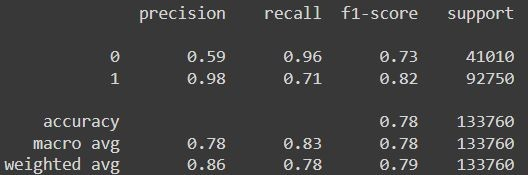 precision recall f1-score support
0 0.59 0.96 0.73 41010
1 0.98 0.71 0.82 92750
accuracy 0.78 133760
macro avg 0.78 0.83 0.78 133760
weighted avg 0.86 0.78 0.79 133760